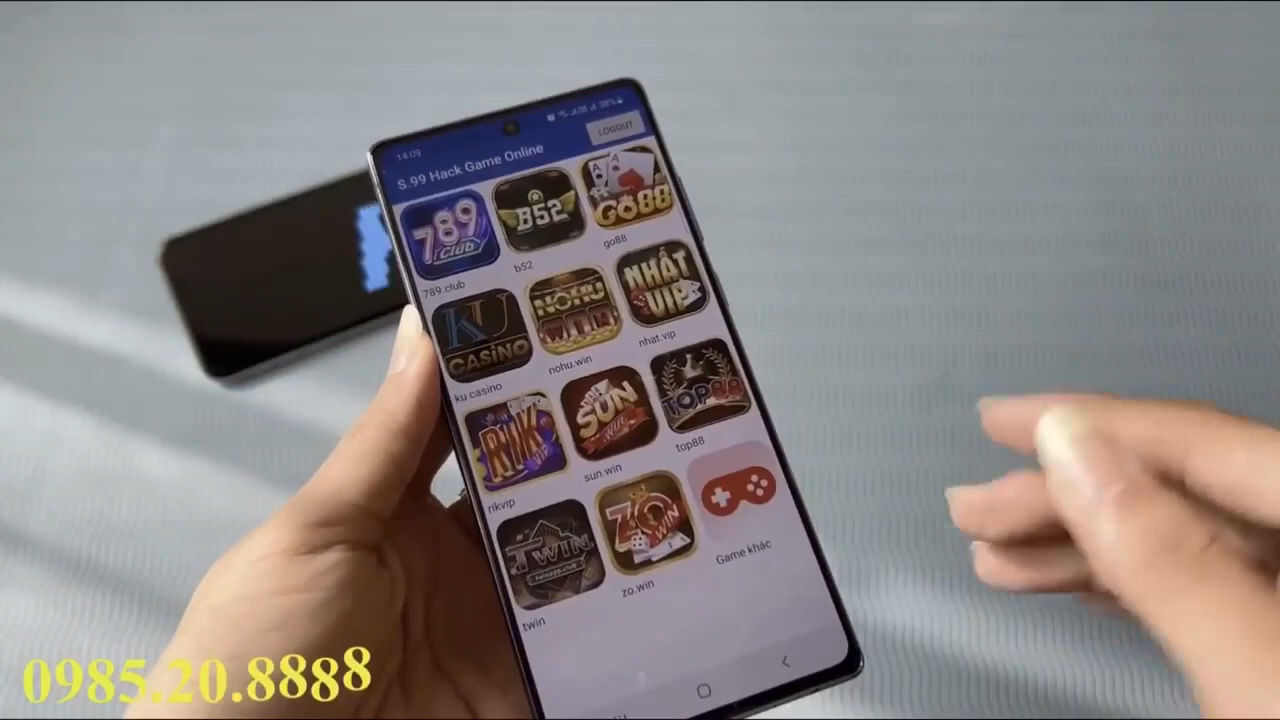 14:09
38%
LOGOUT
S.99 Hack Game Online
789 Club
B52
GO88
789.club
b52
go88
KU CASINO
NOHU WIN
NHẤT VIP
ku casino
nohu.win
nhat.vip
RIK VIP
SUN WIN
TOP88
rikvip
sun.win
top88
TWIN
ZO WIN
twin
zo.win
Game khác
0985.20.8888